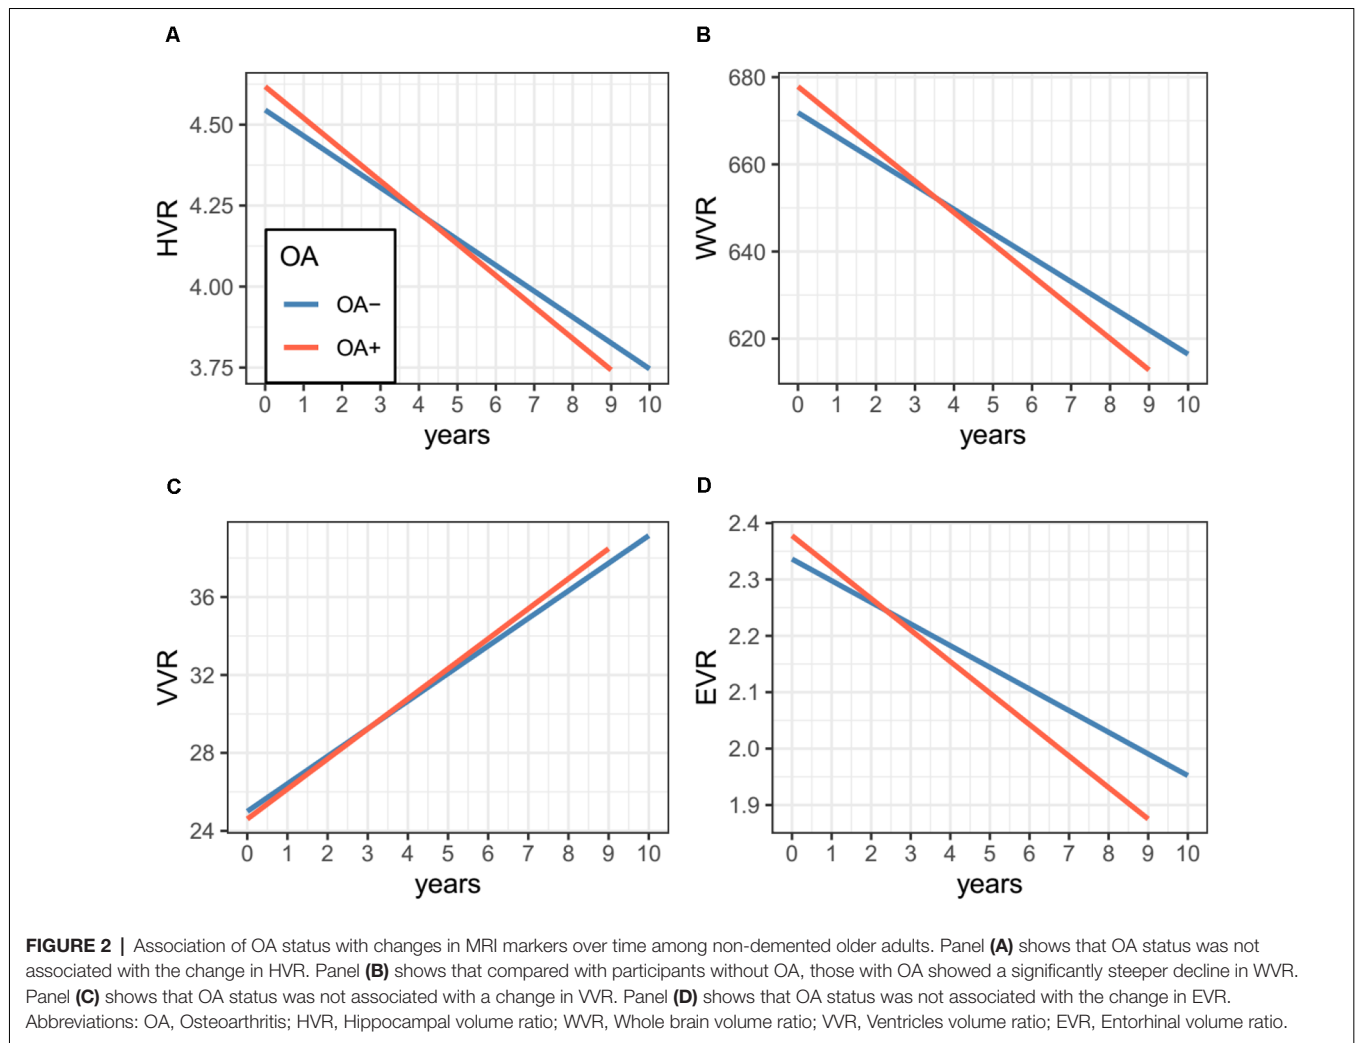 A
B
4.50
4.25
4.00
3.75
HVR
OA
OA−
OA+
0 1 2 3 4 5 6 7 8 9 10
years
680
660
640
620
WVR
0 1 2 3 4 5 6 7 8 9 10
years
C
D
36
32
28
24
VVR
0 1 2 3 4 5 6 7 8 9 10
years
2.4
2.3
2.2
2.1
2.0
1.9
EVR
0 1 2 3 4 5 6 7 8 9 10
years
FIGURE 2 | Association of OA status with changes in MRI markers over time among non-demented older adults. Panel (A) shows that OA status was not
associated with the change in HVR. Panel (B) shows that compared with participants without OA, those with OA showed a significantly steeper decline in WVR.
Panel (C) shows that OA status was not associated with a change in VVR. Panel (D) shows that OA status was not associated with the change in EVR.
Abbreviations: OA, Osteoarthritis; HVR, Hippocampal volume ratio; WVR, Whole brain volume ratio; VVR, Ventricles volume ratio; EVR, Entorhinal volume ratio.